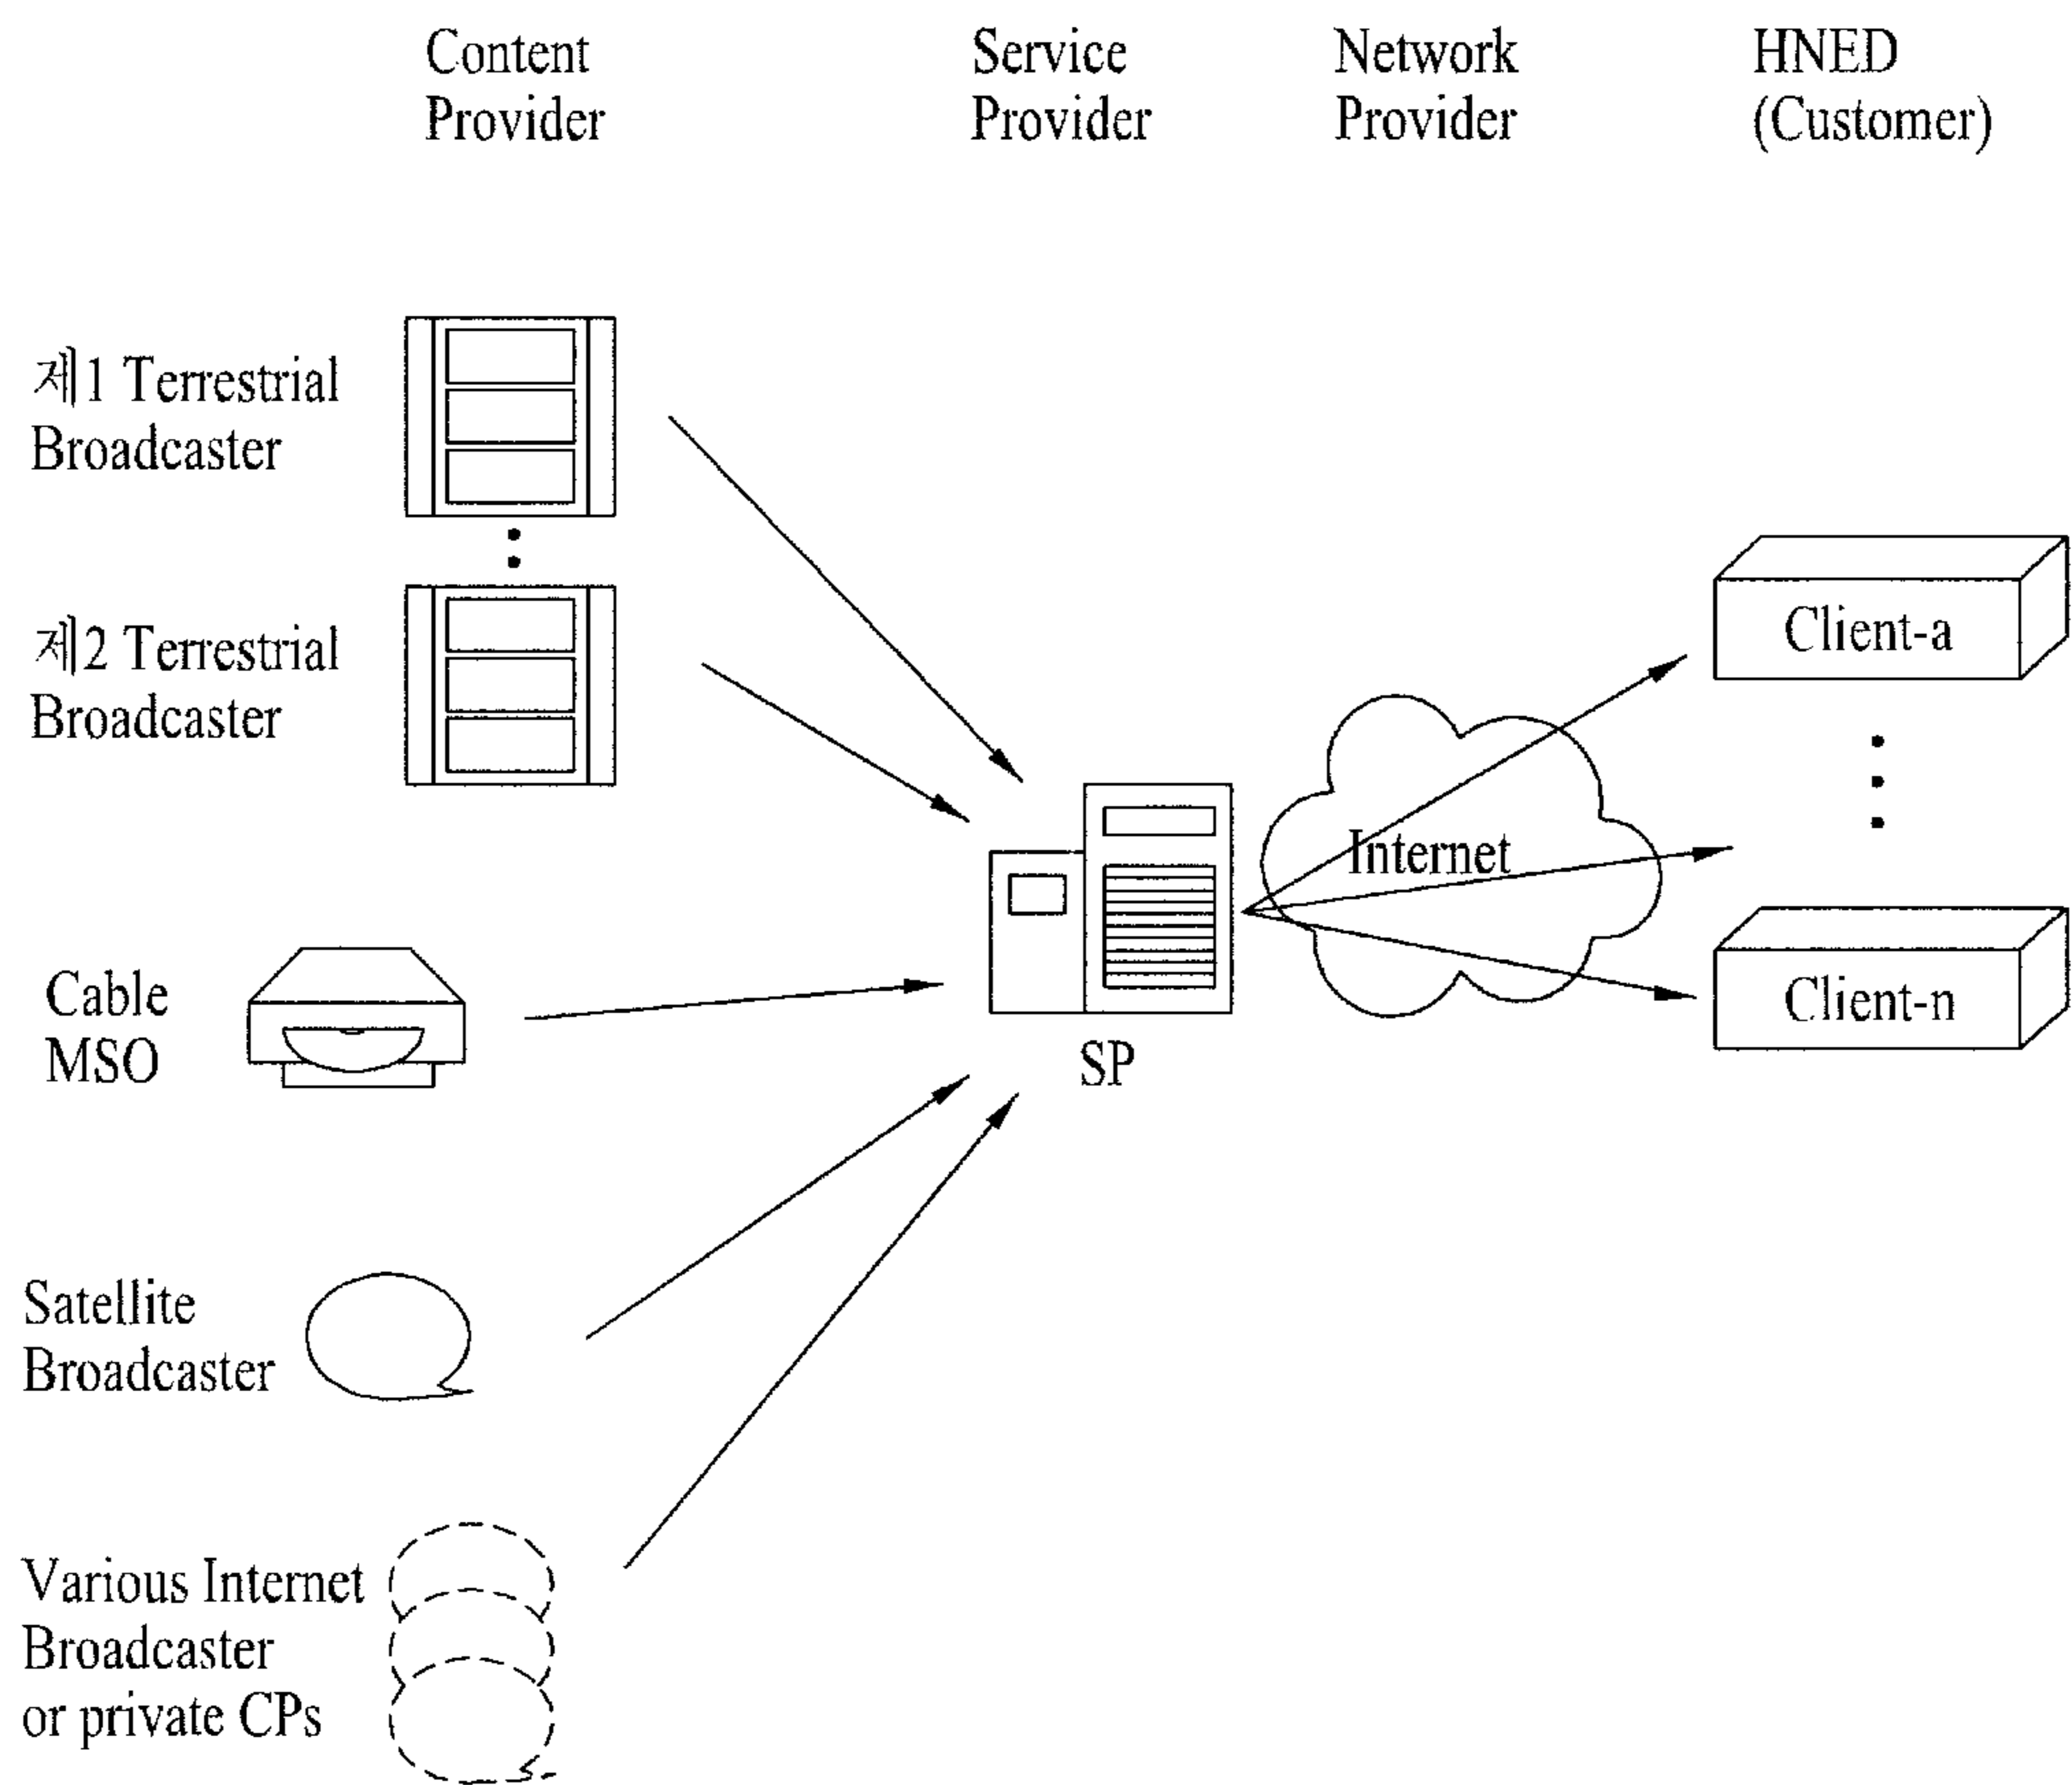 Content
Provider
Service
Provider
Network
Provider
HNED
(Customer)
제1 Terrestrial
Broadcaster
제2 Terrestrial
Broadcaster
Cable
MSO
Satellite
Broadcaster
Various Internet
Broadcaster
or private CPs
SP
Internet
Client-a
Client-n